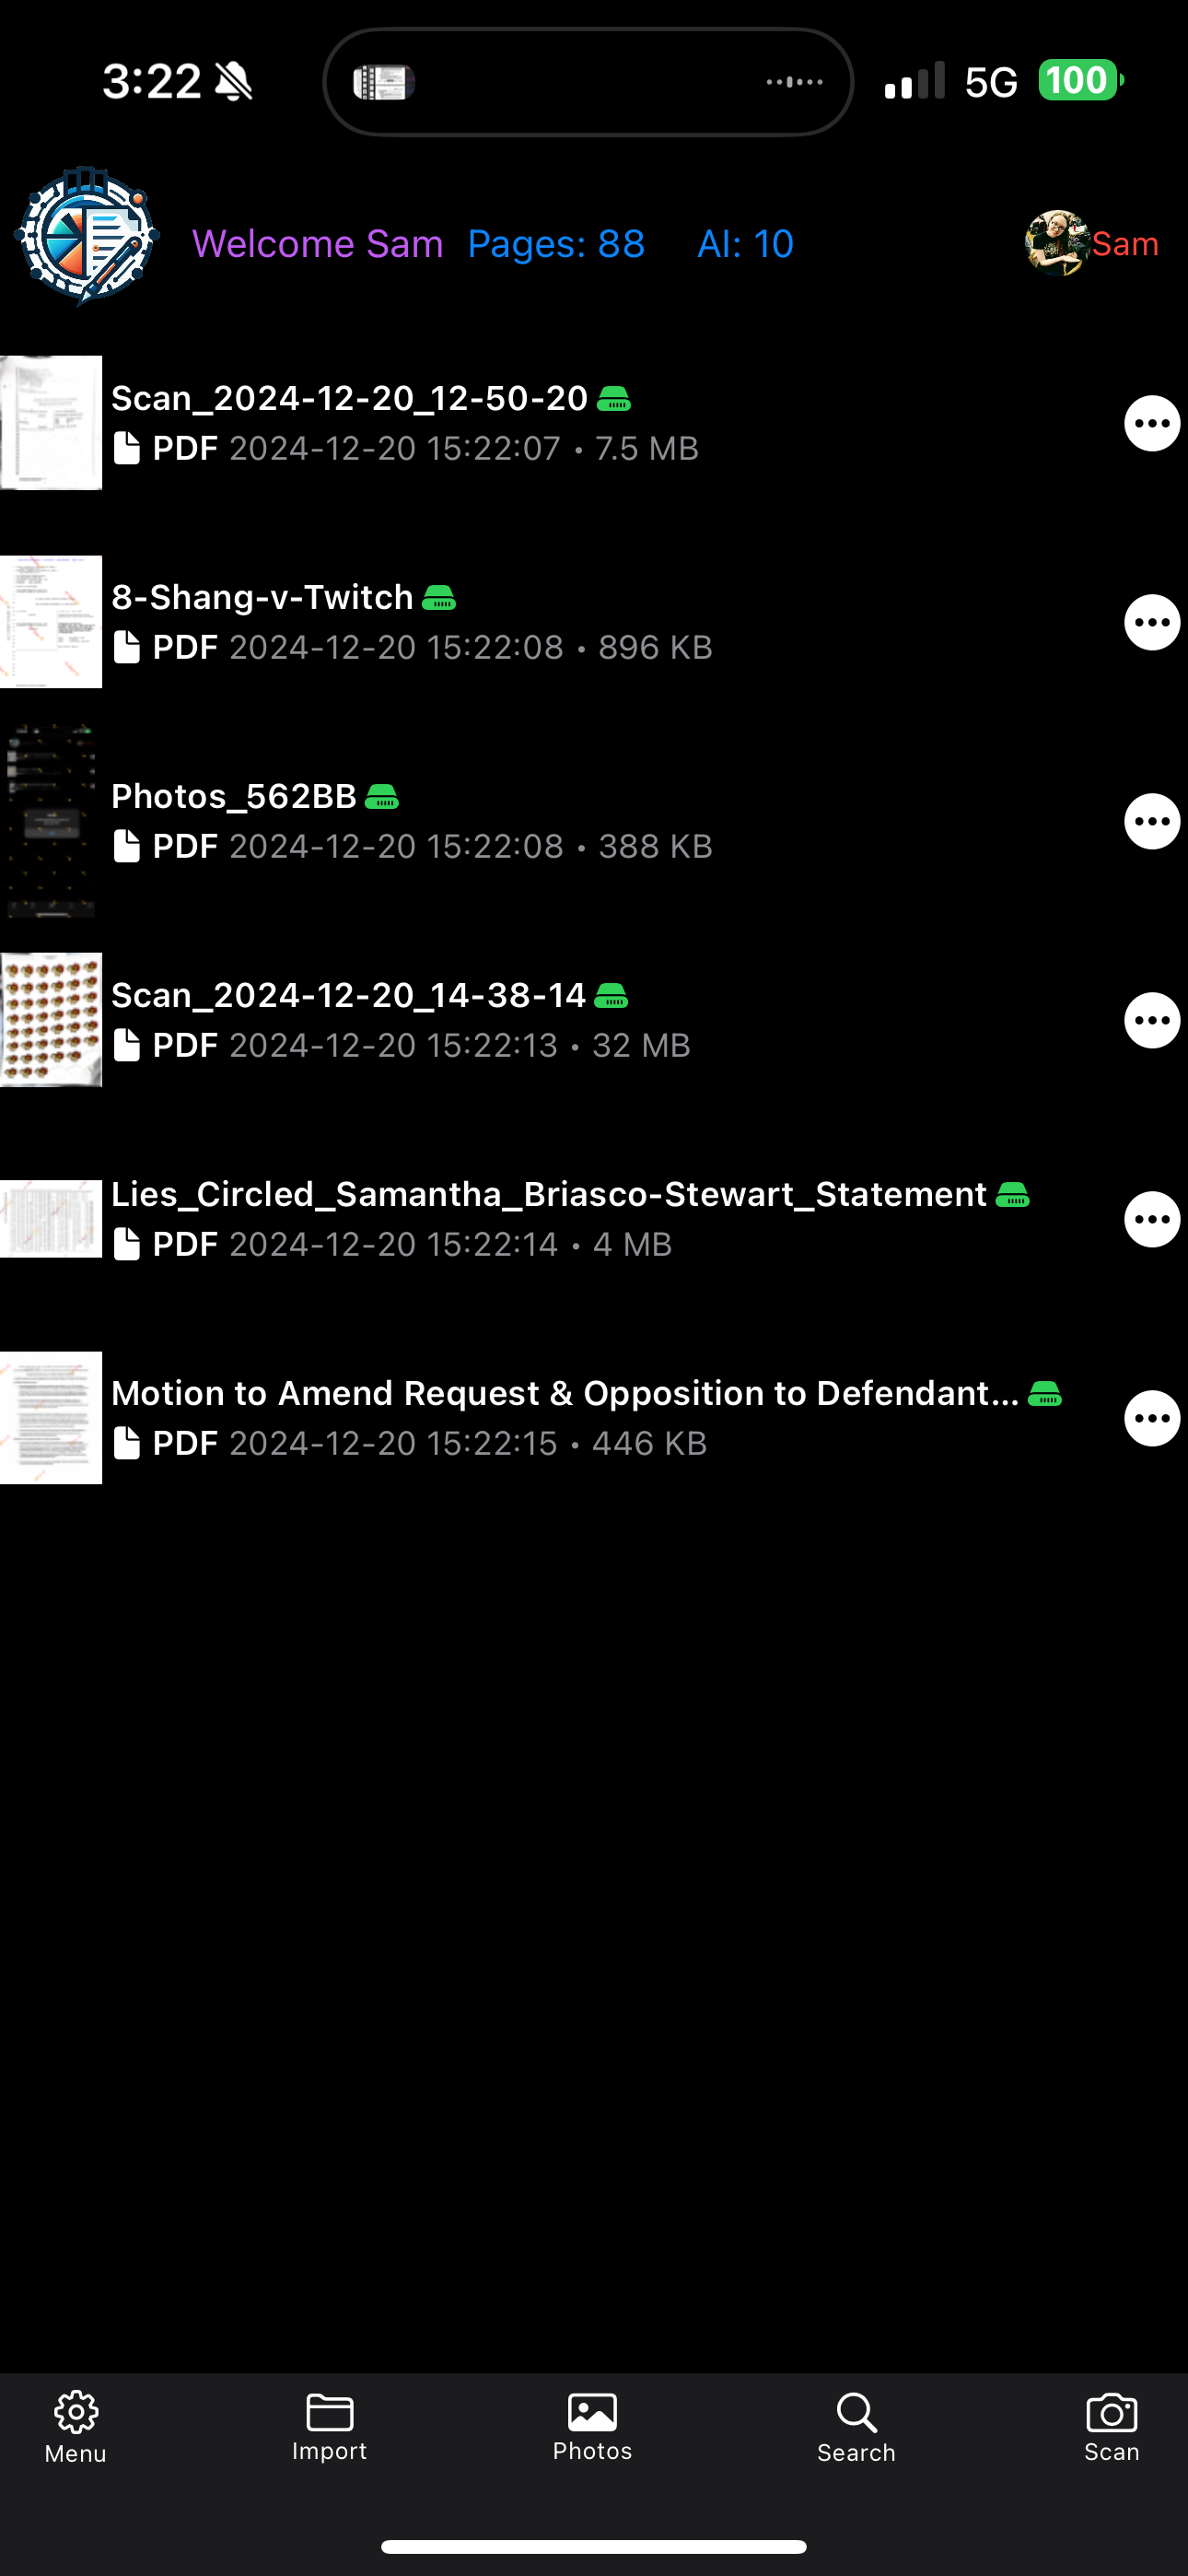 3:22 5G 100
Welcome Sam Pages: 88 AI: 10 Sam
Scan_2024-12-20_12-50-20
PDF 2024-12-20 15:22:07 • 7.5 MB
8-Shang-v-Twitch
PDF 2024-12-20 15:22:08 • 896 KB
Photos_562BB
PDF 2024-12-20 15:22:08 • 388 KB
Scan_2024-12-20_14-38-14
PDF 2024-12-20 15:22:13 • 32 MB
Lies_Circled_Samantha_Briasco-Stewart_Statement
PDF 2024-12-20 15:22:14 • 4 MB
Motion to Amend Request & Opposition to Defendant...
PDF 2024-12-20 15:22:15 • 446 KB
Menu Import Photos Search Scan